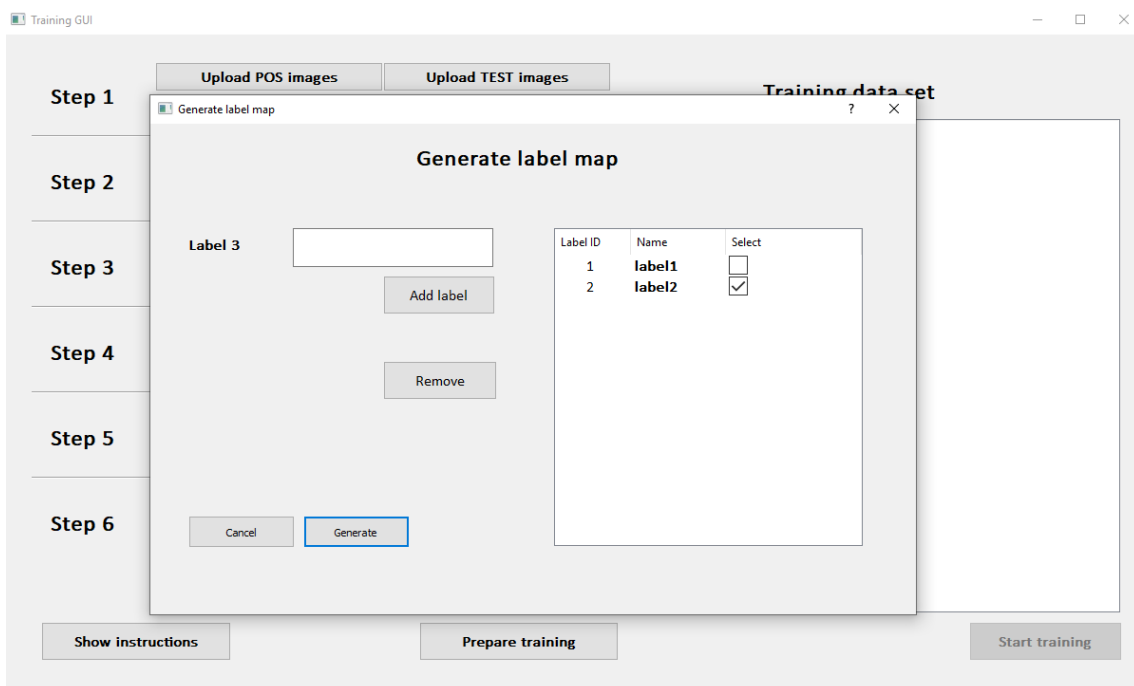 Training GUI
Upload POS images
Upload TEST images
Step 1
Training data set
Generate label map
?
Generate label map
Step 2
Label 3
Label ID Name Select
1 label1
2 label2
Step 3
Add label
Step 4
Remove
Step 5
Step 6
Cancel
Generate
Show instructions
Prepare training
Start training